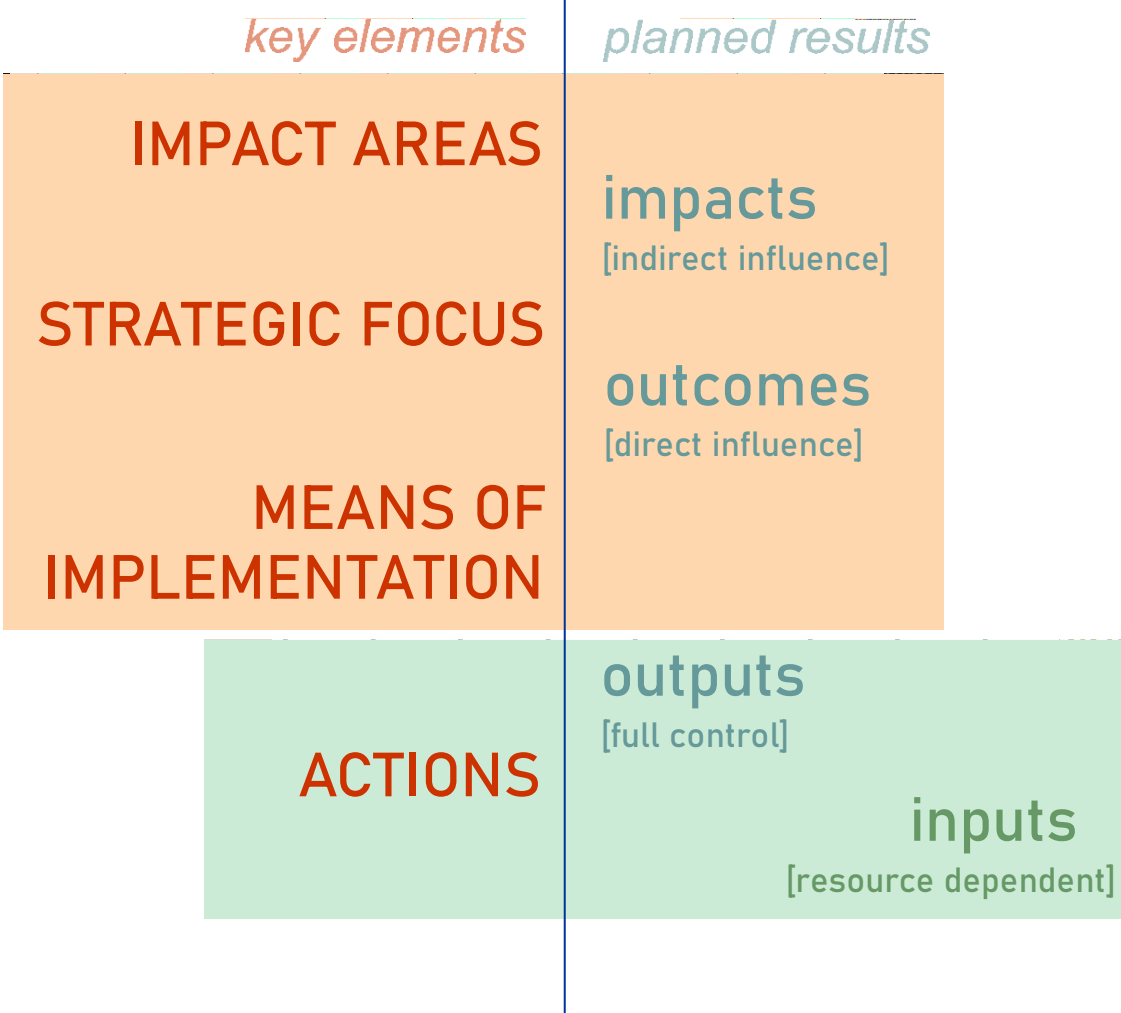 key elements
planned results
IMPACT AREAS
impacts
[indirect influence]
STRATEGIC FOCUS
outcomes
[direct influence]
MEANS OF
IMPLEMENTATION
outputs
[full control]
ACTIONS
inputs
[resource dependent]